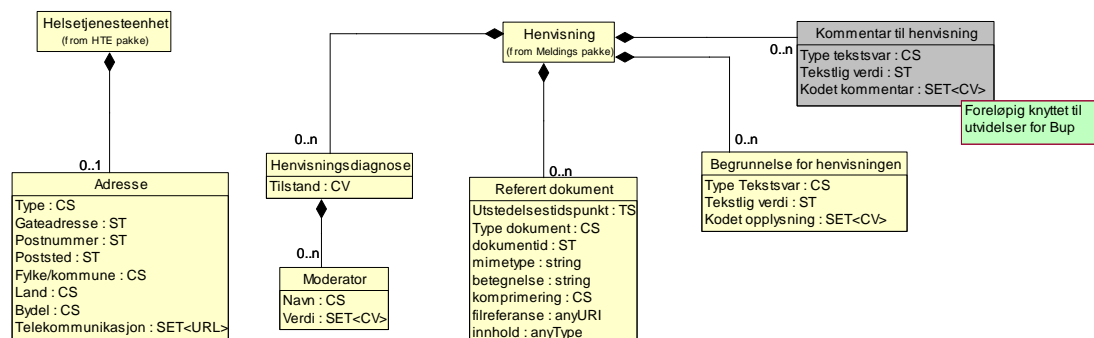 Helsetjenesteenhet
(from HTE pakke)
0..1
Adresse
Type : CS
Gateadresse : ST
Postnummer : ST
Poststed : ST
Fylke/kommune : CS
Land : CS
Bydel : CS
Telekommunikasjon : SET<URL>
Henvisning
(from Meldings pakke)
0..n
Henvisningsdiagnose
Tilstand : CV
0..n
Moderator
Navn : CS
Verdi : SET<CV>
0..n
Referert dokument
Utstedelsestidspunkt : TS
Type dokument : CS
dokumentid : ST
mimetype : string
betegnelse : string
komprimering : CS
filreferanse : anyURI
innhold : anyType
0..n
Kommentar til henvisning
Type tekstsvar : CS
Tekstlig verdi : ST
Kodet kommentar : SET<CV>
Foreløpig knyttet til
utvidelser for Bup
0..n
Begrunnelse for henvisningen
Type Tekstsvar : CS
Tekstlig verdi : ST
Kodet opplysning : SET<CV>